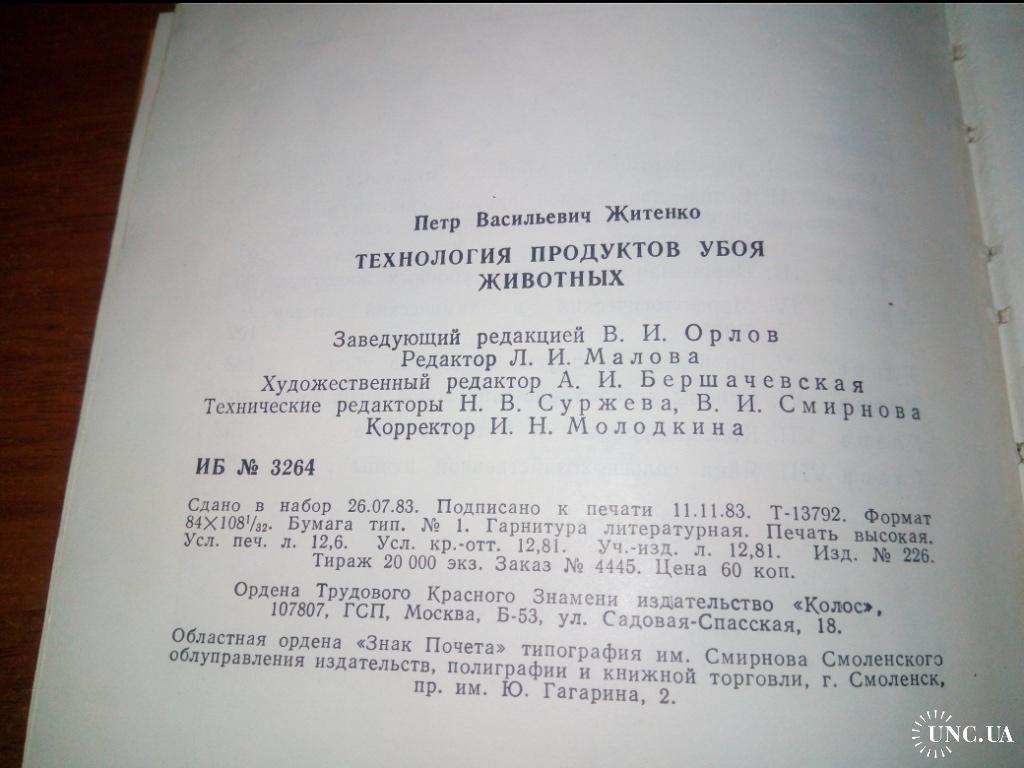 Петр Васильевич Житенко
ТЕХНОЛОГИЯ ПРОДУКТОВ УБОЯ
ЖИВОТНЫХ
Заведующий редакцией В. И. Орлов
Редактор Л. И. Малова
Художественный редактор А. И. Бершачевская
Технические редакторы Н. В. Суржева, В. И. Смирнова
Корректор И. Н. Молодкина
ИБ № 3264
Сдано в набор 26.07.83. Подписано к печати 11.11.83. Т-13792. Формат
84×108¹/₃₂. Бумага тип. № 1. Гарнитура литературная. Печать высокая.
Усл. печ. л. 12,6. Усл. кр.-отт. 12,81. Уч.-изд. л. 12,81. Изд. № 226.
Тираж 20 000 экз. Заказ № 4445. Цена 60 коп.
Ордена Трудового Красного Знамени издательство «Колос»,
107807, ГСП, Москва, Б-53, ул. Садовая-Спасская, 18.
Областная ордена «Знак Почета» типография им. Смирнова Смоленского
облуправления издательств, полиграфии и книжной торговли, г. Смоленск,
пр. им. Ю. Гагарина, 2.
UNC.UA